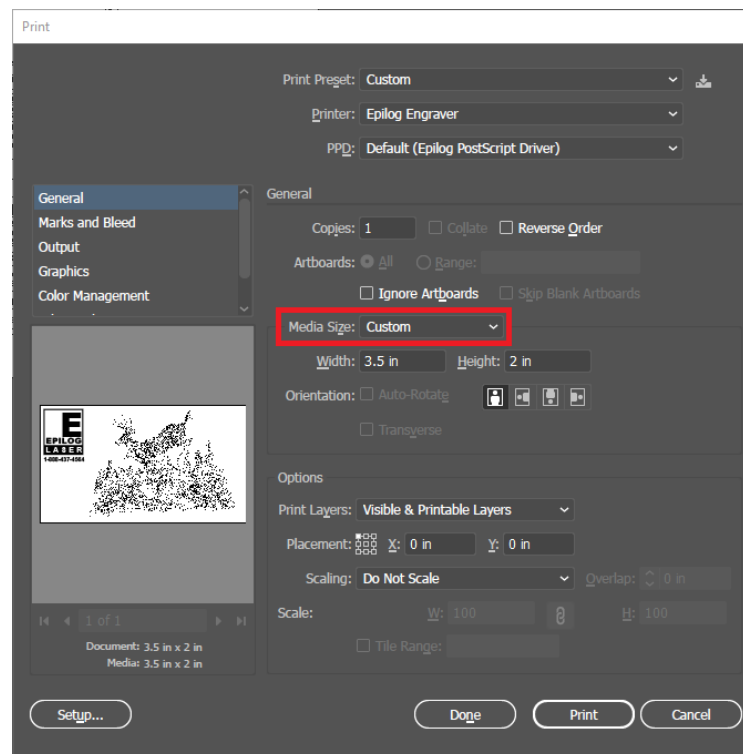 Print
Print Preset: Custom
Printer: Epilog Engraver
PPD: Default (Epilog PostScript Driver)
General
Marks and Bleed
Output
Graphics
Color Management
General
Copies: 1 Collate Reverse Order
Artboards: All Range:
Ignore Artboards Skip Blank Artboards
Media Size: Custom
Width: 3.5 in Height: 2 in
Orientation: Auto-Rotate
Transverse
EPILOG
LASER
1-888-437-4564
Options
Print Layers: Visible & Printable Layers
Placement: X: 0 in Y: 0 in
Scaling: Do Not Scale Overlap: 0 in
Scale: W: 100 H: 100
Tile Range:
1 of 1
Document: 3.5 in x 2 in
Media: 3.5 in x 2 in
Setup... Done Print Cancel